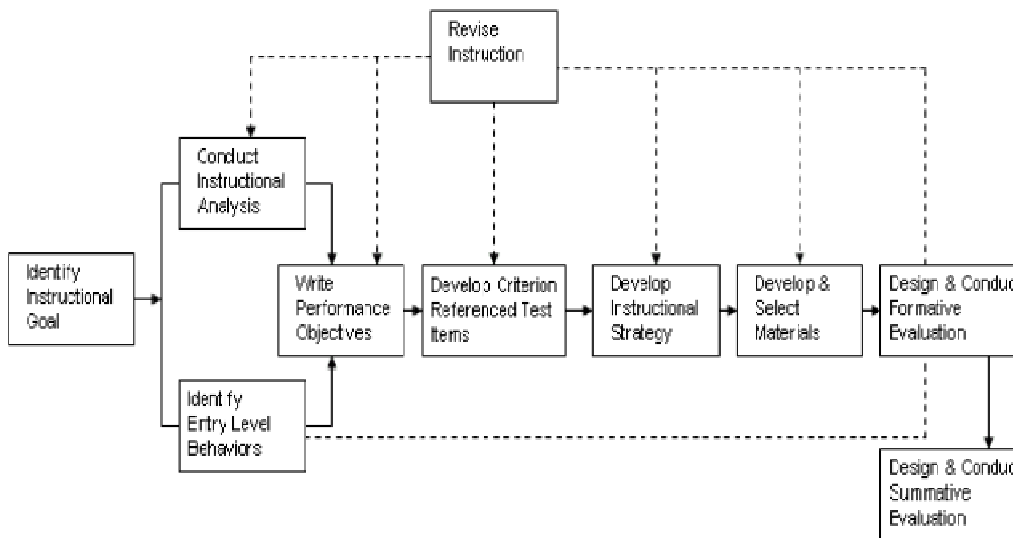 Revise
Instruction
Conduct
Instructional
Analysis
Identify
Instructional
Goal
Write
Performance
Objectives
Develop Criterion
Referenced Test
Items
Develop
Instructional
Strategy
Develop &
Select
Materials
Design & Conduc
Formative
Evaluation
Identify
Entry Level
Behaviors
Design & Conduc
Summative
Evaluation